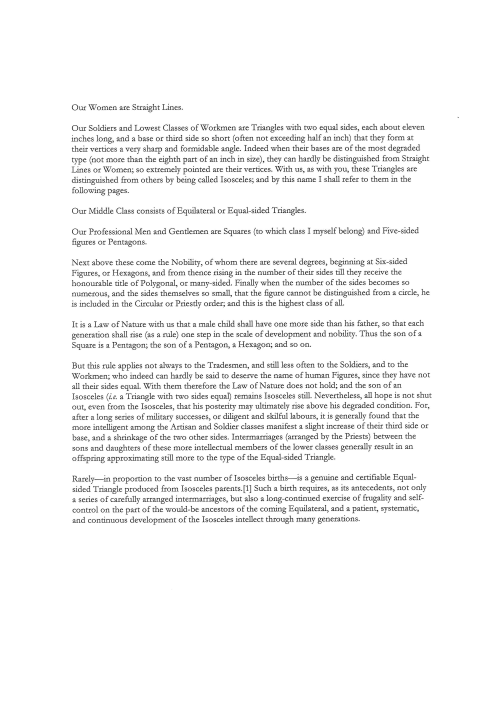 Our Women are Straight Lines.
Our Soldiers and Lowest Classes of Workmen are Triangles with two equal sides, each about eleven
inches long, and a base or third side so short (often not exceeding half an inch) that they form at
their vertices a very sharp and formidable angle. Indeed when their bases are of the most degraded
type (not more than the eighth part of an inch in size), they can hardly be distinguished from Straight
Lines or Women; so extremely pointed are their vertices. With us, as with you, these Triangles are
distinguished from others by being called Isosceles; and by this name I shall refer to them in the
following pages.
Our Middle Class consists of Equilateral or Equal-sided Triangles.
Our Professional Men and Gentlemen are Squares (to which class I myself belong) and Five-sided
figures or Pentagons.
Next above these come the Nobility, of whom there are several degrees, beginning at Six-sided
Figures, or Hexagons, and from thence rising in the number of their sides till they receive the
honourable title of Polygonal, or many-sided. Finally when the number of the sides becomes so
numerous, and the sides themselves so small, that the figure cannot be distinguished from a circle, he
is included in the Circular or Priestly order; and this is the highest class of all.
It is a Law of Nature with us that a male child shall have one more side than his father, so that each
generation shall rise (as a rule) one step in the scale of development and nobility. Thus the son of a
Square is a Pentagon; the son of a Pentagon, a Hexagon; and so on.
But this rule applies not always to the Tradesmen, and still less often to the Soldiers, and to the
Workmen; who indeed can hardly be said to deserve the name of human Figures, since they have not
all their sides equal. With them therefore the Law of Nature does not hold; and the son of an
Isosceles (i.e. a Triangle with two sides equal) remains Isosceles still. Nevertheless, all hope is not shut
out, even from the Isosceles, that his posterity may ultimately rise above his degraded condition. For,
after a long series of military successes, or diligent and skilful labours, it is generally found that the
more intelligent among the Artisan and Soldier classes manifest a slight increase of their third side or
base, and a shrinkage of the two other sides. Intermarriages (arranged by the Priests) between the
sons and daughters of these more intellectual members of the lower classes generally result in an
offspring approximating still more to the type of the Equal-sided Triangle.
Rarely—in proportion to the vast number of Isosceles births—is a genuine and certifiable Equal-
sided Triangle produced from Isosceles parents.[1] Such a birth requires, as its antecedents, not only
a series of carefully arranged intermarriages, but also a long-continued exercise of frugality and self-
control on the part of the would-be ancestors of the coming Equilateral, and a patient, systematic,
and continuous development of the Isosceles intellect through many generations.